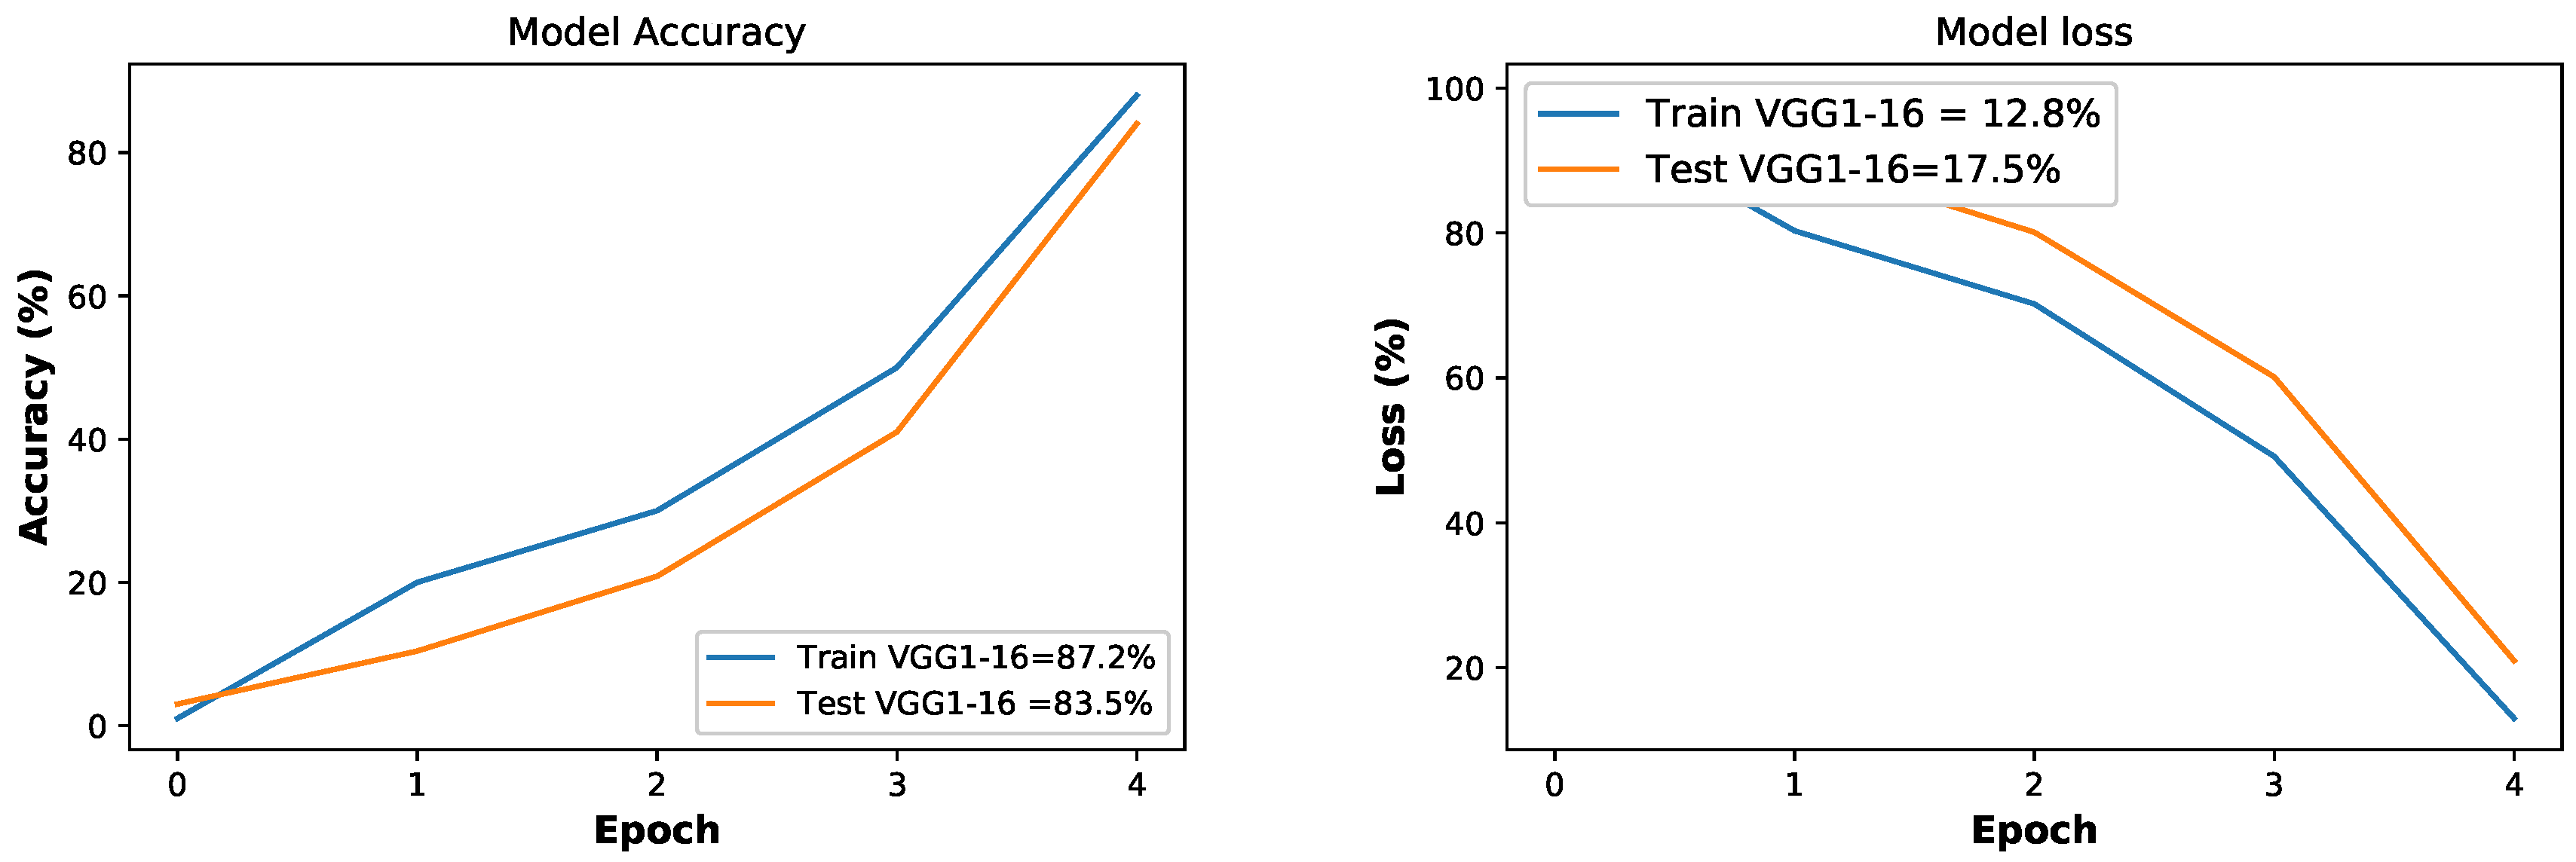 Model Accuracy
Accuracy (%)
80
60
40
20
0
Train VGG1-16=87.2%
Test VGG1-16 =83.5%
0 1 2 3 4
Epoch
Model loss
Loss (%)
100
80
60
40
20
Train VGG1-16 = 12.8%
Test VGG1-16=17.5%
0 1 2 3 4
Epoch